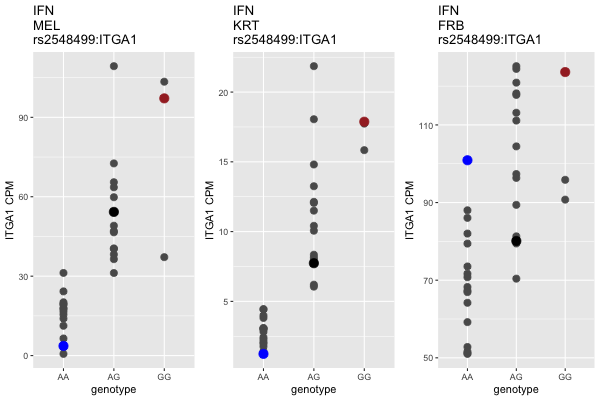 IFN
MEL
rs2548499:ITGA1
ITGA1 CPM
90
60
30
0
AA
AG
GG
genotype
IFN
KRT
rs2548499:ITGA1
ITGA1 CPM
20
15
10
5
AA
AG
GG
genotype
IFN
FRB
rs2548499:ITGA1
ITGA1 CPM
110
90
70
50
AA
AG
GG
genotype